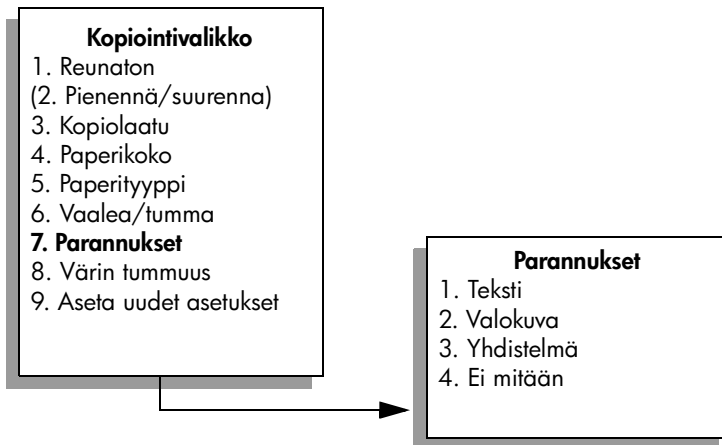 Kopiointivalikko
1. Reunaton
(2. Pienennä/suurenna)
3. Kopiolaatu
4. Paperikoko
5. Paperityyppi
6. Vaalea/tumma
7. Parannukset
8. Värin tummuus
9. Aseta uudet asetukset
Parannukset
1. Teksti
2. Valokuva
3. Yhdistelmä
4. Ei mitään